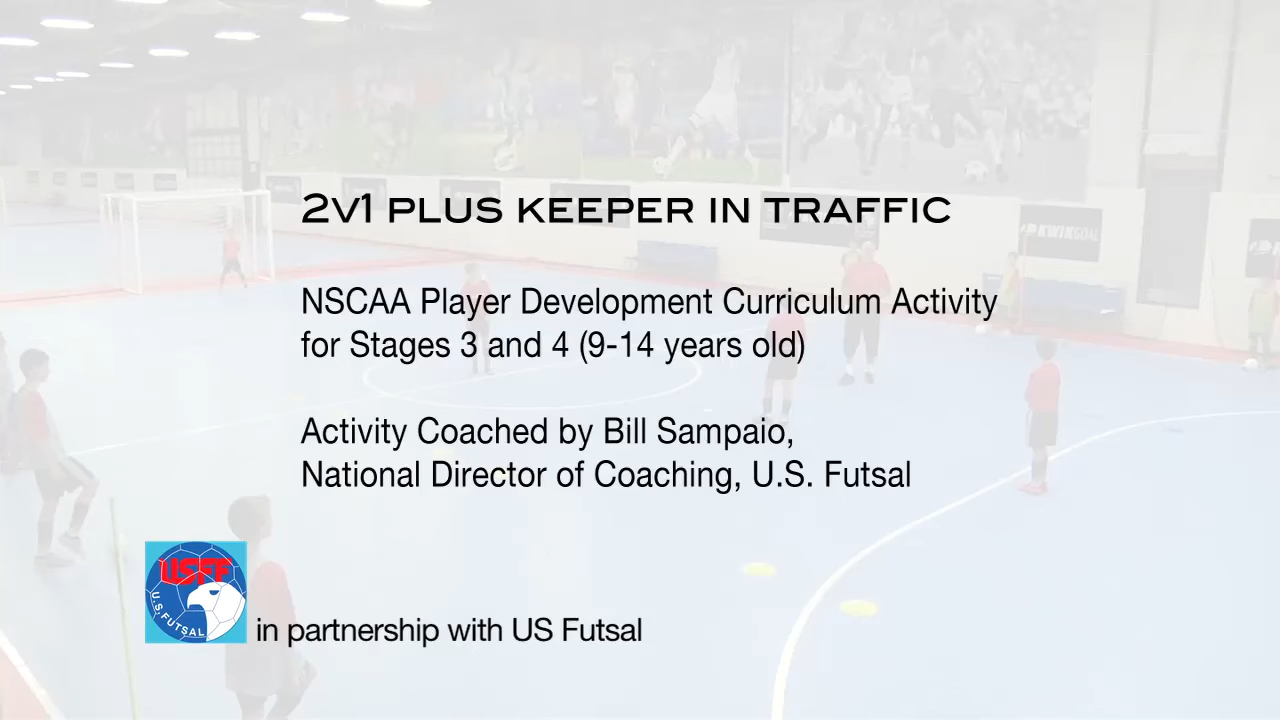 2V1 PLUS KEEPER IN TRAFFIC
KWIKGOAL
NSCAA Player Development Curriculum Activity
for Stages 3 and 4 (9-14 years old)
Activity Coached by Bill Sampaio,
National Director of Coaching, U.S. Futsal
USFF
U.S. FUTSAL
in partnership with US Futsal